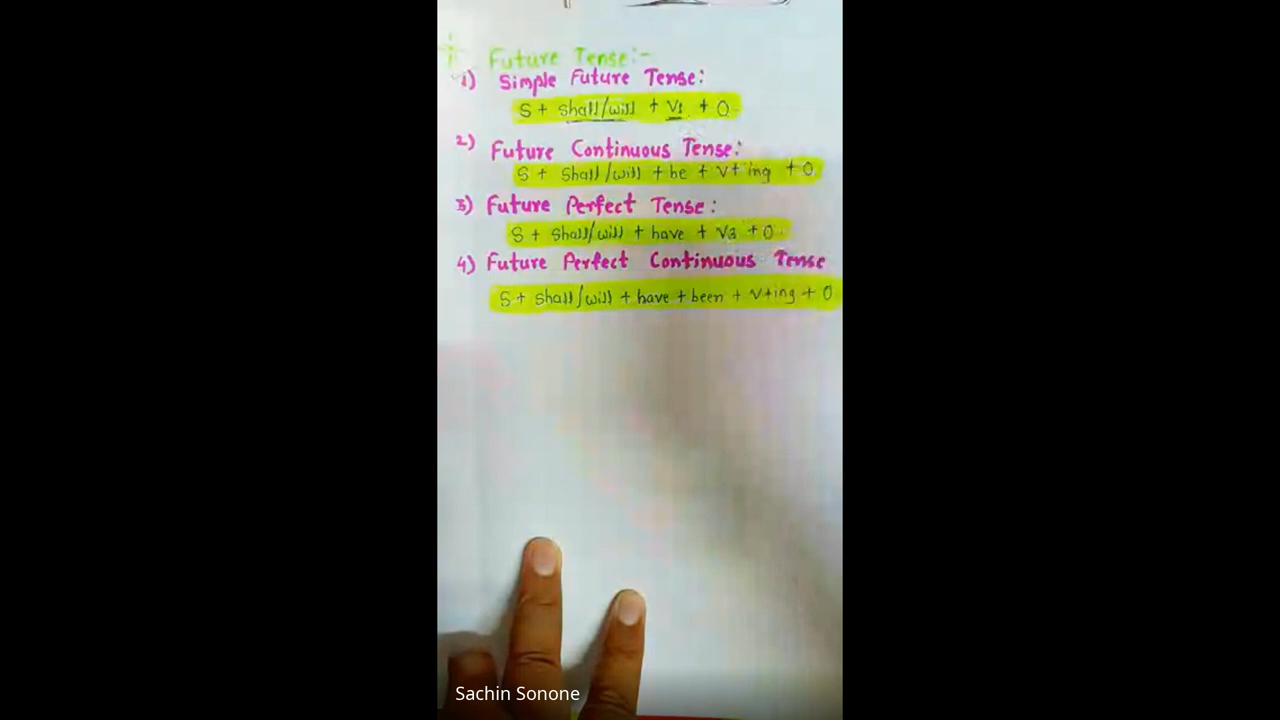 Future Tense:-
1) Simple Future Tense:
S + shall/will + V1 + O
2) Future Continuous Tense:
S + shall/will + be + V+ing + O
3) Future Perfect Tense:
S + shall/will + have + V3 + O
4) Future Perfect Continuous Tense
S + shall/will + have + been + V+ing + O
Sachin Sonone